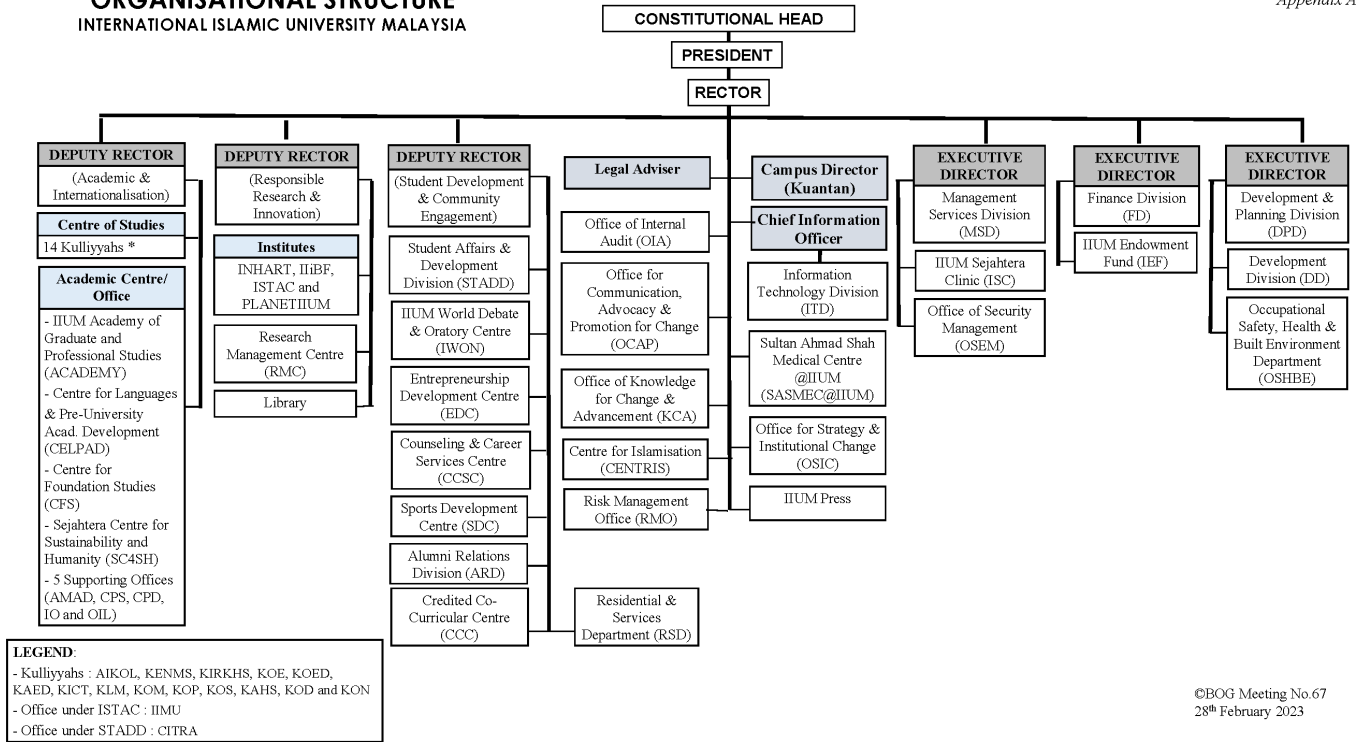 ORGANISATIONAL STRUCTURE
INTERNATIONAL ISLAMIC UNIVERSITY MALAYSIA
Appendix A
CONSTITUTIONAL HEAD
PRESIDENT
RECTOR
DEPUTY RECTOR
(Academic &
Internationalisation)
Centre of Studies
14 Kulliyyahs *
Academic Centre/
Office
- IIUM Academy of
Graduate and
Professional Studies
(ACADEMY)
- Centre for Languages
& Pre-University
Acad. Development
(CELPAD)
- Centre for
Foundation Studies
(CFS)
- Sejahtera Centre for
Sustainability and
Humanity (SC4SH)
- 5 Supporting Offices
(AMAD, CPS, CPD,
IO and OIL)
DEPUTY RECTOR
(Responsible
Research &
Innovation)
Institutes
INHART, IIiBF,
ISTAC and
PLANETIIUM
Research
Management Centre
(RMC)
Library
DEPUTY RECTOR
(Student Development
& Community
Engagement)
Student Affairs &
Development
Division (STADD)
IIUM World Debate
& Oratory Centre
(IWON)
Entrepreneurship
Development Centre
(EDC)
Counseling & Career
Services Centre
(CCSC)
Sports Development
Centre (SDC)
Alumni Relations
Division (ARD)
Credited Co-
Curricular Centre
(CCC)
Residential &
Services
Department (RSD)
Legal Adviser
Office of Internal
Audit (OIA)
Office for
Communication,
Advocacy &
Promotion for Change
(OCAP)
Office of Knowledge
for Change &
Advancement (KCA)
Centre for Islamisation
(CENTRIS)
Risk Management
Office (RMO)
Campus Director
(Kuantan)
Chief Information
Officer
Information
Technology Division
(ITD)
Sultan Ahmad Shah
Medical Centre
@IIUM
(SASMEC@IIUM)
Office for Strategy &
Institutional Change
(OSIC)
IIUM Press
EXECUTIVE
DIRECTOR
Management
Services Division
(MSD)
IIUM Sejahtera
Clinic (ISC)
Office of Security
Management
(OSEM)
EXECUTIVE
DIRECTOR
Finance Division
(FD)
IIUM Endowment
Fund (IEF)
EXECUTIVE
DIRECTOR
Development &
Planning Division
(DPD)
Development
Division (DD)
Occupational
Safety, Health &
Built Environment
Department
(OSHBE)
LEGEND:
- Kulliyyahs : AIKOL, KENMS, KIRKHS, KOE, KOED,
KAED, KICT, KLM, KOM, KOP, KOS, KAHS, KOD and KON
- Office under ISTAC : IIMU
- Office under STADD : CITRA
©BOG Meeting No.67
28th February 2023